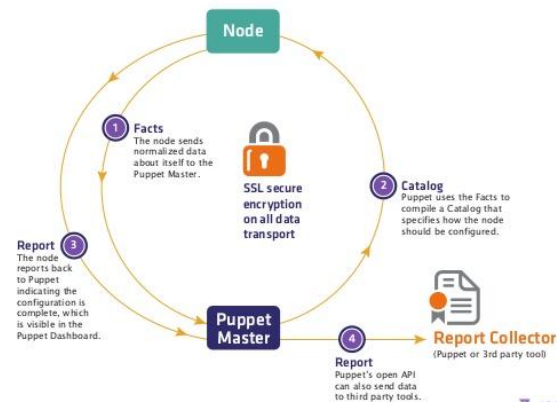 Node
1
Facts
The node sends
normalized data
about itself to the
Puppet Master.
SSL secure
encryption
on all data
transport
2
Catalog
Puppet uses the Facts to
compile a Catalog that
specifies how the node
should be configured.
Report
3
The node
reports back
to Puppet
indicating the
configuration is
complete, which
is visible in the
Puppet Dashboard.
Puppet
Master
4
Report
Puppet's open API
can also send data
to third party tools.
Report Collector
(Puppet or 3rd party tool)